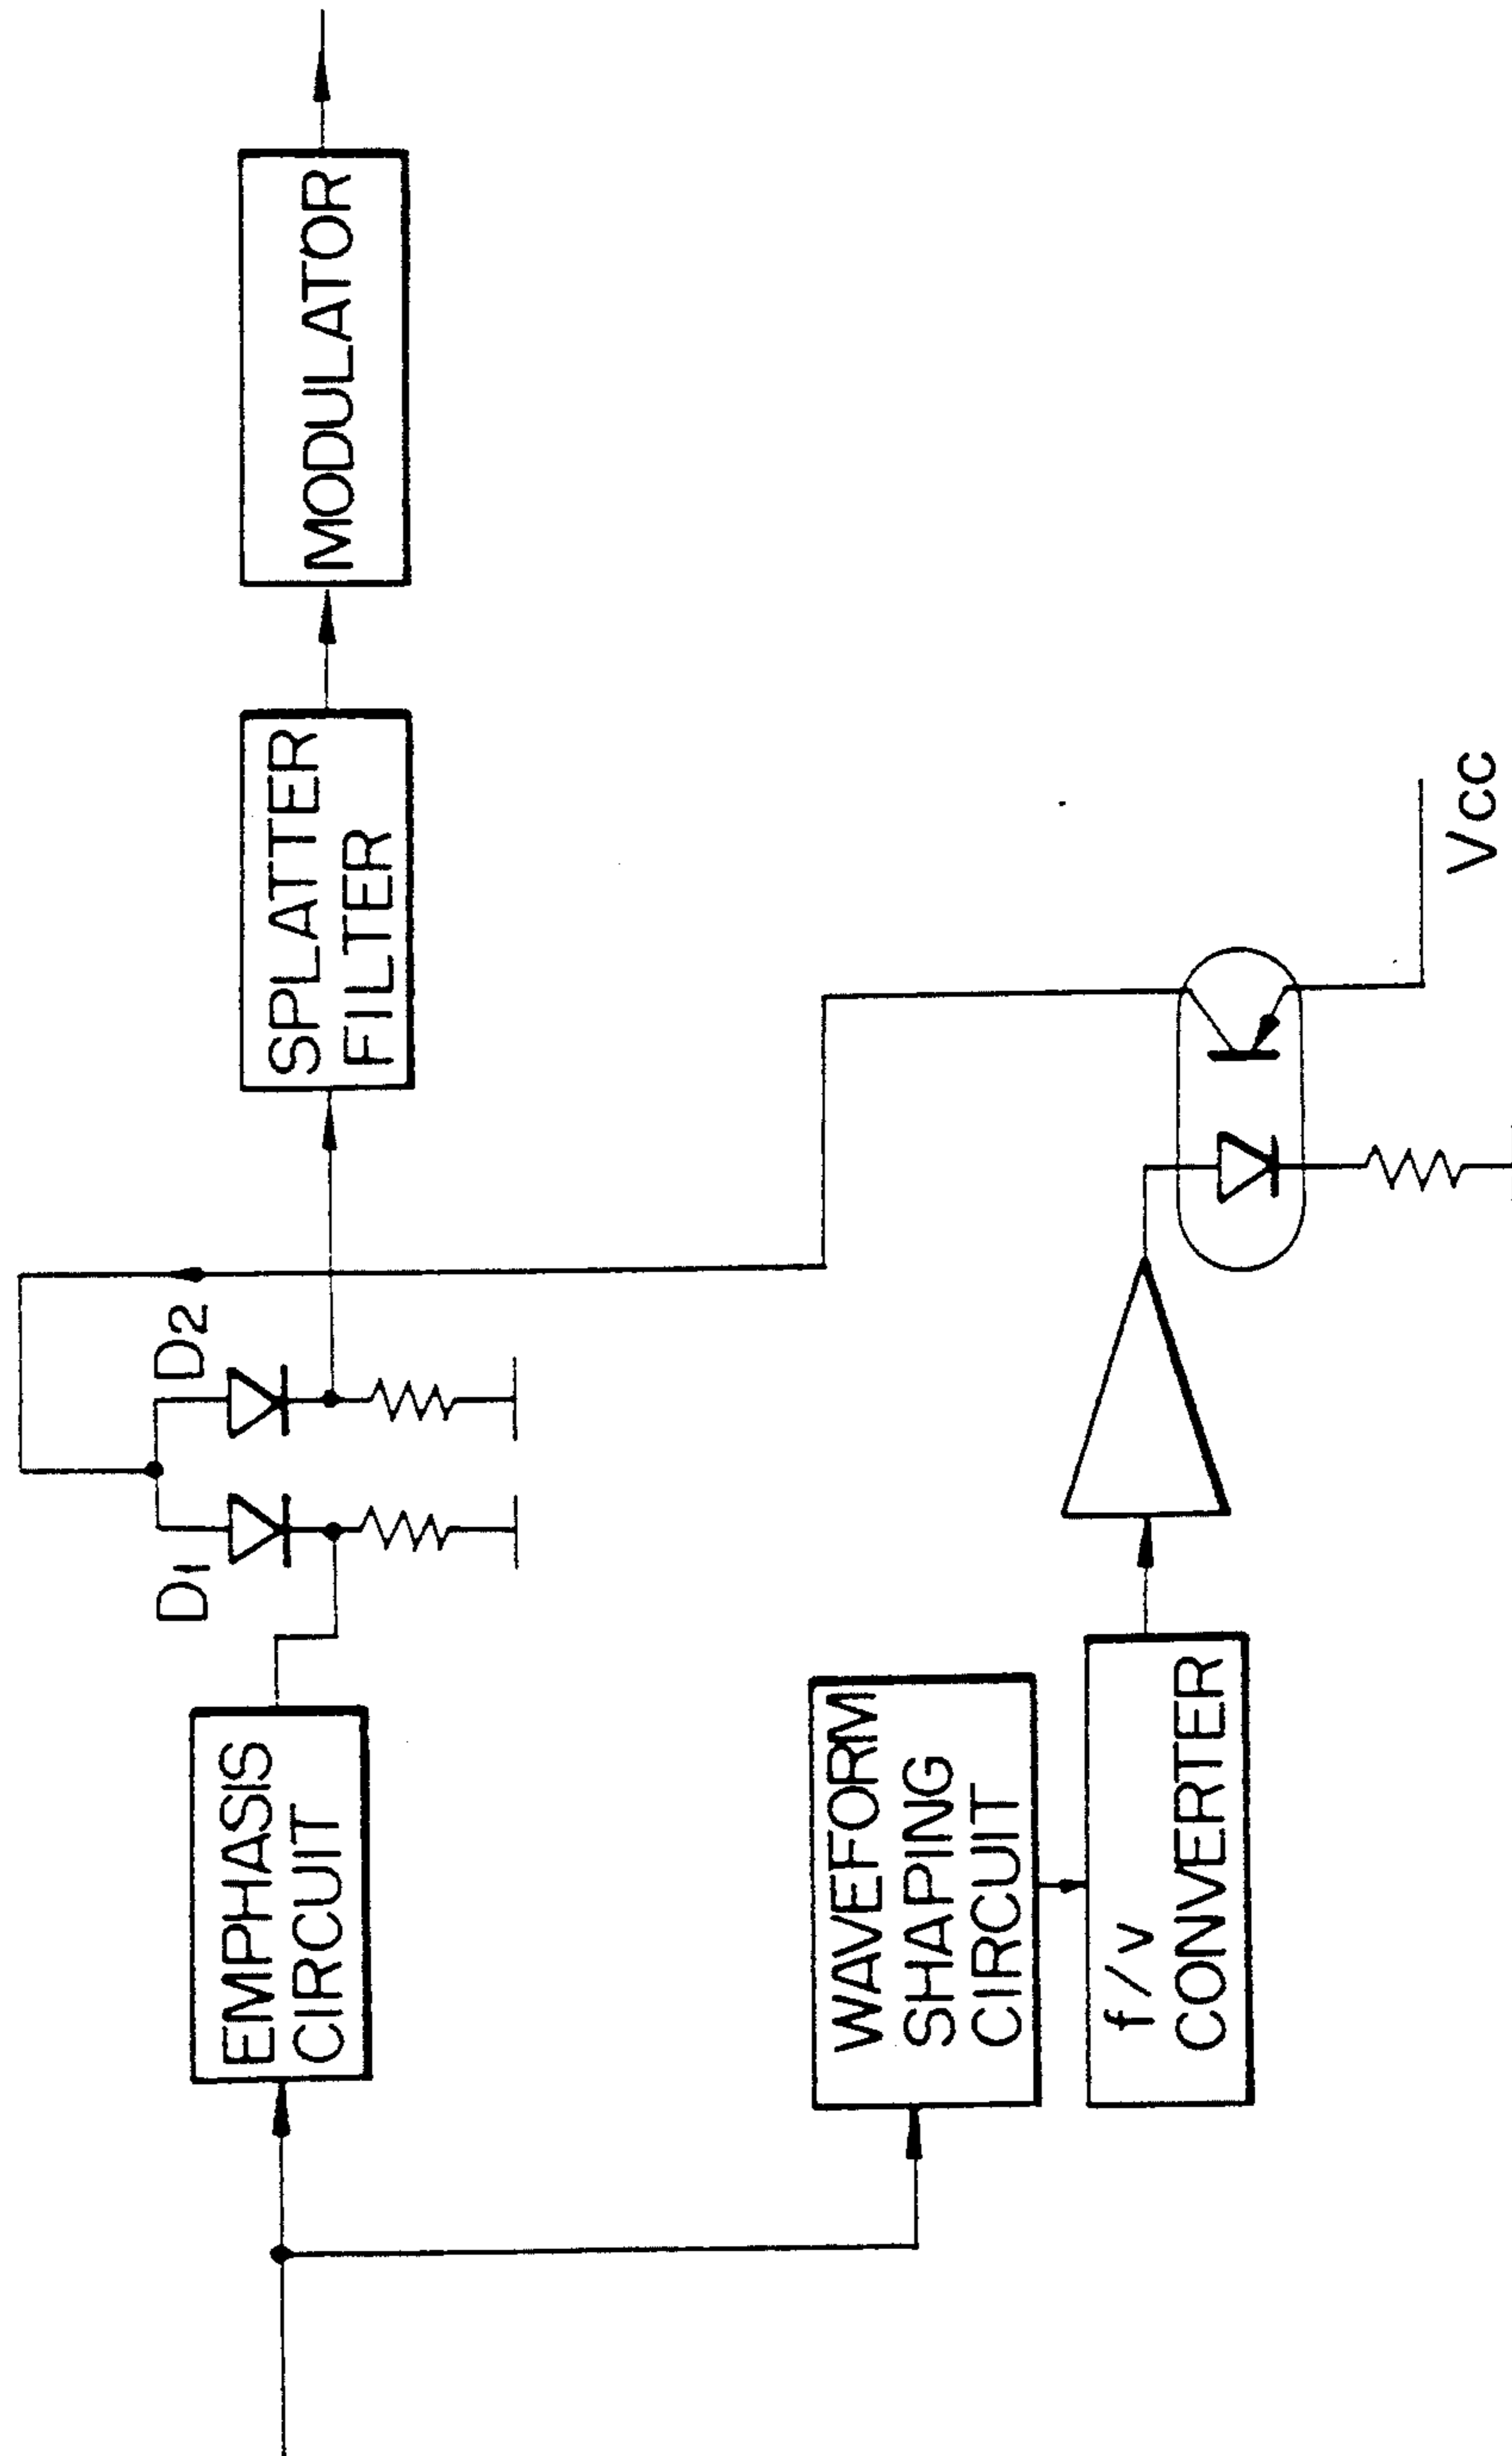 EMPHASIS
CIRCUIT
D1
D2
SPLATTER
FILTER
MODULATOR
WAVEFORM
SHAPING
CIRCUIT
f/v
CONVERTER
Vcc